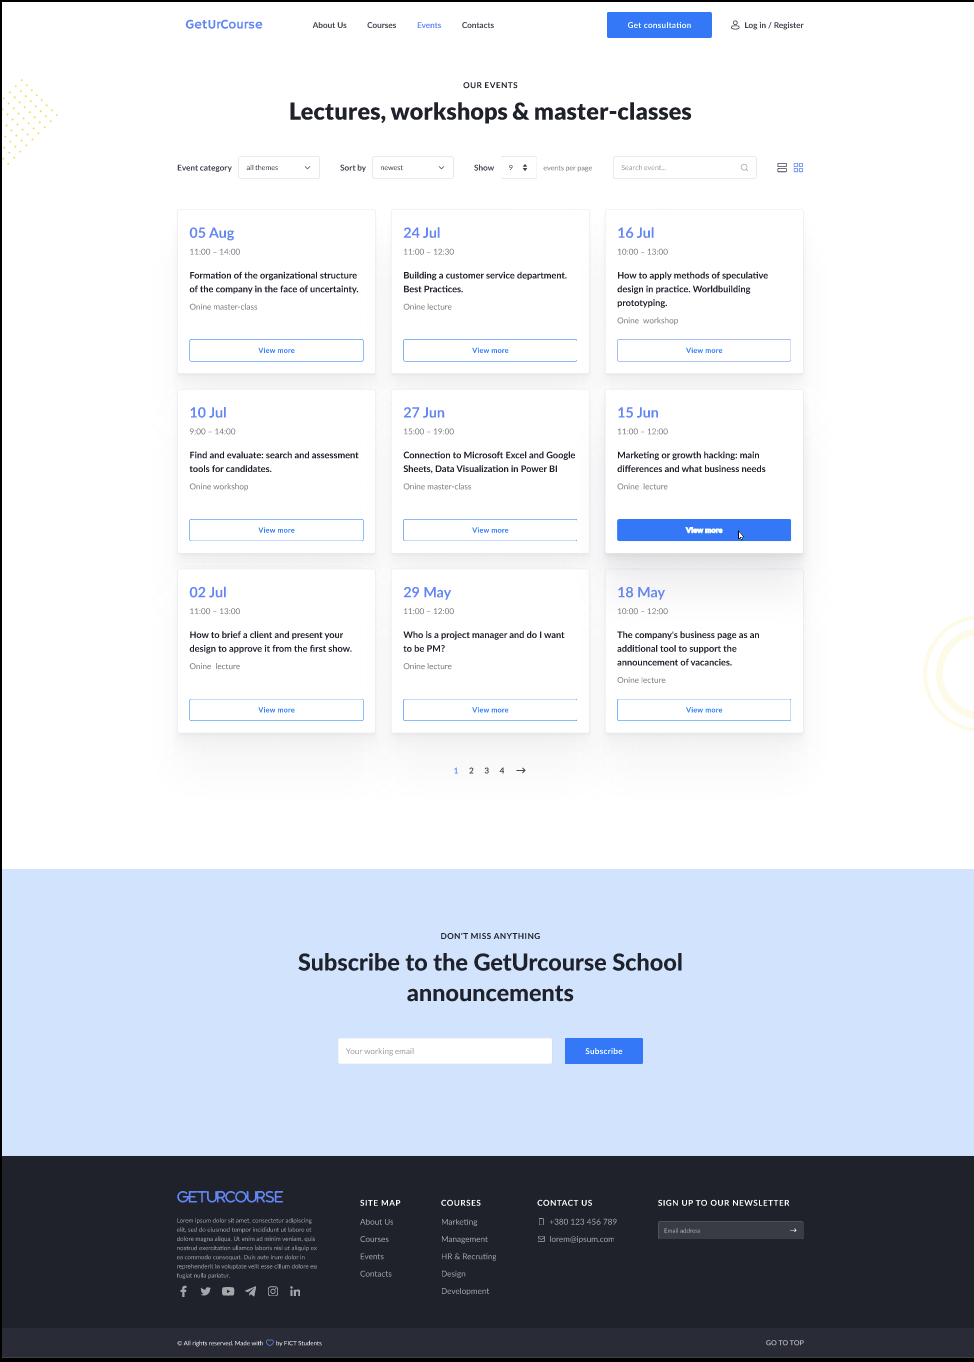 GetUrCourse
About Us Courses Events Contacts
Get consultation
Log in / Register
OUR EVENTS
Lectures, workshops & master-classes
Event category all themes
Sort by newest
Show 9 events per page
Search event...
05 Aug
11:00 – 14:00
Formation of the organizational structure
of the company in the face of uncertainty.
Onine master-class
View more
24 Jul
11:00 – 12:30
Building a customer service department.
Best Practices.
Onine lecture
View more
16 Jul
10:00 – 13:00
How to apply methods of speculative
design in practice. Worldbuilding
prototyping.
Onine workshop
View more
10 Jul
9:00 – 14:00
Find and evaluate: search and assessment
tools for candidates.
Onine workshop
View more
27 Jun
15:00 – 19:00
Connection to Microsoft Excel and Google
Sheets, Data Visualization in Power BI
Onine master-class
View more
15 Jun
11:00 – 12:00
Marketing or growth hacking: main
differences and what business needs
Onine lecture
View more
02 Jul
11:00 – 13:00
How to brief a client and present your
design to approve it from the first show.
Onine lecture
View more
29 May
11:00 – 12:00
Who is a project manager and do I want
to be PM?
Onine lecture
View more
18 May
10:00 – 12:00
The company's business page as an
additional tool to support the
announcement of vacancies.
Onine lecture
View more
1 2 3 4 →
DON'T MISS ANYTHING
Subscribe to the GetUrcourse School
announcements
Your working email
Subscribe
GETURCOURSE
Lorem ipsum dolor sit amet, consectetur adipiscing
elit, sed do eiusmod tempor incididunt ut labore et
dolore magna aliqua. Ut enim ad minim veniam, quis
nostrud exercitation ullamco laboris nisi ut aliquip ex
ea commodo consequat. Duis aute irure dolor in
reprehenderit in voluptate velit esse cillum dolore eu
fugiat nulla pariatur.
SITE MAP
About Us
Courses
Events
Contacts
COURSES
Marketing
Management
HR & Recruting
Design
Development
CONTACT US
+380 123 456 789
lorem@ipsum.com
SIGN UP TO OUR NEWSLETTER
Email address →
© All rights reserved. Made with by FICT Students
GO TO TOP